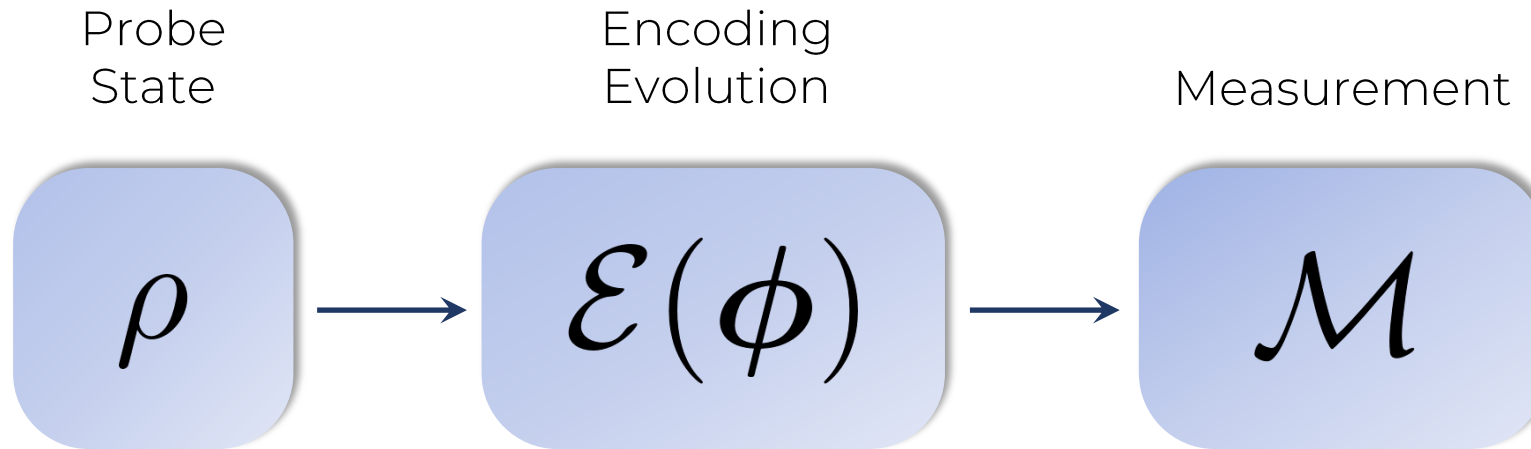 Probe
State
Encoding
Evolution
Measurement
ρ
ℰ(ϕ)
ℳ